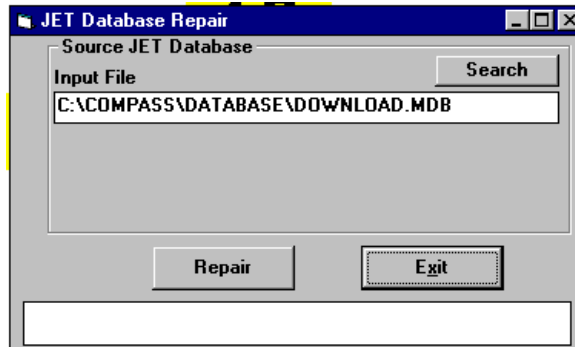 JET Database Repair
Source JET Database
Input File
Search
C:\COMPASS\DATABASE\DOWNLOAD.MDB
Repair
Exit